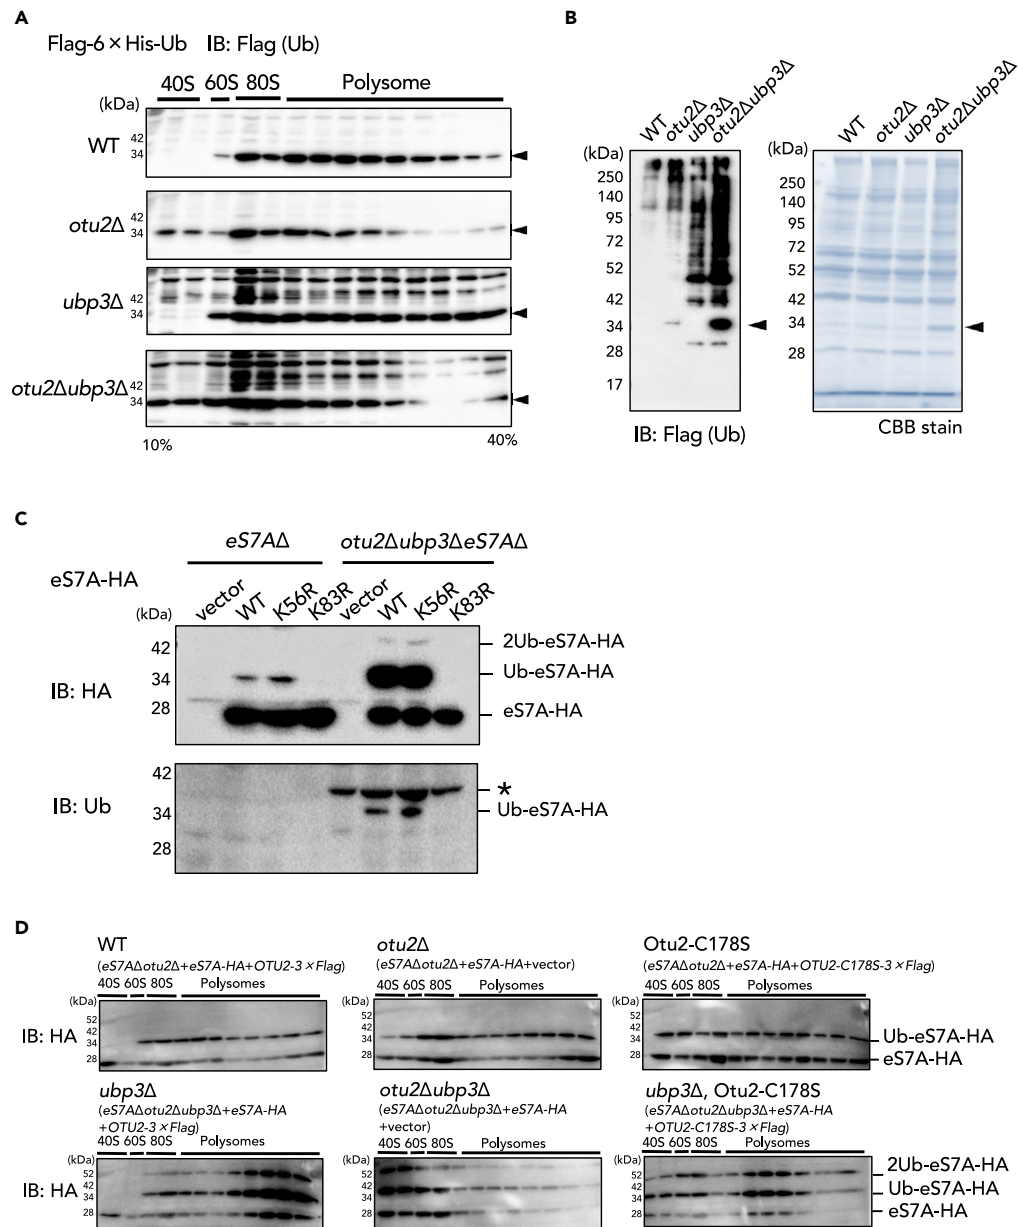 A
Flag-6×His-Ub IB: Flag (Ub)
40S 60S 80S Polysome
(kDa)
WT
42
34
otu2Δ
42
34
ubp3Δ
42
34
otu2Δubp3Δ
42
34
10% 40%
B
WT otu2Δ ubp3Δ otu2Δubp3Δ
(kDa)
250
140
95
72
52
42
34
28
17
IB: Flag (Ub)
WT otu2Δ ubp3Δ otu2Δubp3Δ
(kDa)
250
140
95
72
52
42
34
28
CBB stain
C
eS7AΔ otu2Δubp3ΔeS7AΔ
eS7A-HA
vector WT K56R K83R vector WT K56R K83R
(kDa)
IB: HA
42
34
28
2Ub-eS7A-HA
Ub-eS7A-HA
eS7A-HA
IB: Ub
42
34
28
*
Ub-eS7A-HA
D
WT
(eS7AΔotu2Δ+eS7A-HA+OTU2-3×Flag)
40S 60S 80S Polysomes
(kDa)
IB: HA
52
42
34
28
otu2Δ
(eS7AΔotu2Δ+eS7A-HA+vector)
40S 60S 80S Polysomes
(kDa)
52
42
34
28
Otu2-C178S
(eS7AΔotu2Δ+eS7A-HA+OTU2-C178S-3×Flag)
40S 60S 80S Polysomes
(kDa)
52
42
34
28
Ub-eS7A-HA
eS7A-HA
ubp3Δ
(eS7AΔotu2Δubp3Δ+eS7A-HA
+OTU2-3×Flag)
40S 60S 80S Polysomes
(kDa)
IB: HA
52
42
34
28
otu2Δubp3Δ
(eS7AΔotu2Δubp3Δ+eS7A-HA
+vector)
40S 60S 80S Polysomes
(kDa)
52
42
34
28
ubp3Δ, Otu2-C178S
(eS7AΔotu2Δubp3Δ+eS7A-HA
+OTU2-C178S-3×Flag)
40S 60S 80S Polysomes
(kDa)
52
42
34
28
2Ub-eS7A-HA
Ub-eS7A-HA
eS7A-HA